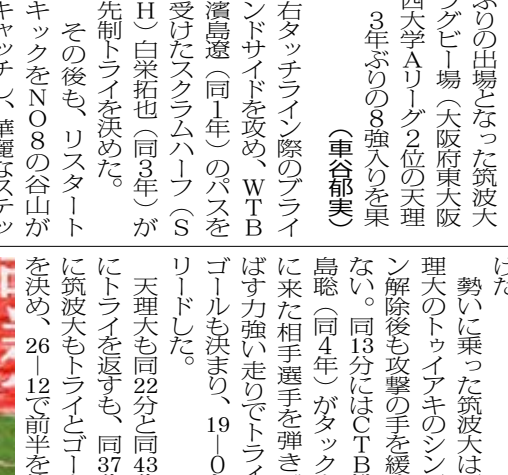 ぶりの出場となった筑波大
ラグビー場（大阪府東大阪
西大学Aリーグ2位の天理
3年ぶりの8強入りを果
（車谷郁実）
右タッチライン際のブライ
ンドサイドを攻め、WTB
濱島遼（同1年）のパスを
受けたスクラムハーフ（S
H）白栄拓也（同3年）が
先制トライを決めた。
その後も、リスタート
キックをNO8の谷山が
キャッチし、華麗なステッ
けた。
勢いに乗った筑波大は
理大のトゥイアキのシン
ン解除後も攻撃の手を緩
ない。同13分にはCTB
島聡（同4年）がタック
に来た相手選手を弾き
ばす力強い走りでトライ
ゴールも決まり、19―0
リードした。
天理大も同22分と同43
にトライを返すも、同37
に筑波大もトライとゴー
を決め、26―12で前半を